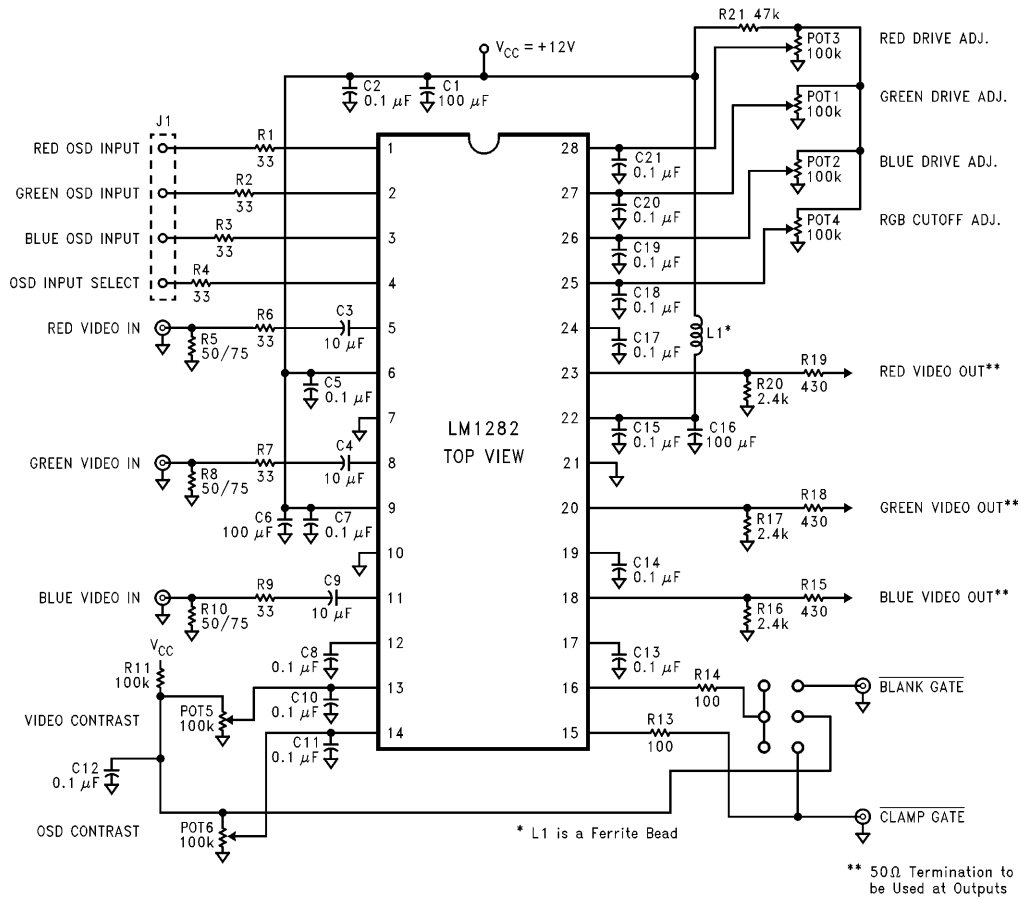 R21 47k
POT3
100k
RED DRIVE ADJ.
VCC = +12V
C2
0.1 μF
C1
100 μF
POT1
100k
GREEN DRIVE ADJ.
J1
RED OSD INPUT
R1
33
1
28
C21
0.1 μF
POT2
100k
BLUE DRIVE ADJ.
GREEN OSD INPUT
R2
33
2
27
C20
0.1 μF
POT4
100k
RGB CUTOFF ADJ.
BLUE OSD INPUT
R3
33
3
26
C19
0.1 μF
OSD INPUT SELECT
R4
33
4
25
C18
0.1 μF
RED VIDEO IN
R5
50/75
R6
33
C3
10 μF
5
24
C17
0.1 μF
L1*
C5
0.1 μF
6
23
R20
2.4k
R19
430
RED VIDEO OUT**
7
LM1282
TOP VIEW
22
C15
0.1 μF
C16
100 μF
GREEN VIDEO IN
R8
50/75
R7
33
C4
10 μF
8
21
C6
100 μF
C7
0.1 μF
9
20
R17
2.4k
R18
430
GREEN VIDEO OUT**
10
19
C14
0.1 μF
BLUE VIDEO IN
R10
50/75
R9
33
C9
10 μF
11
18
R16
2.4k
R15
430
BLUE VIDEO OUT**
VCC
R11
100k
C8
0.1 μF
12
17
C13
0.1 μF
VIDEO CONTRAST
POT5
100k
C10
0.1 μF
13
16
R14
100
BLANK GATE
C11
0.1 μF
14
15
R13
100
C12
0.1 μF
OSD CONTRAST
POT6
100k
* L1 is a Ferrite Bead
CLAMP GATE
** 50Ω Termination to
be Used at Outputs